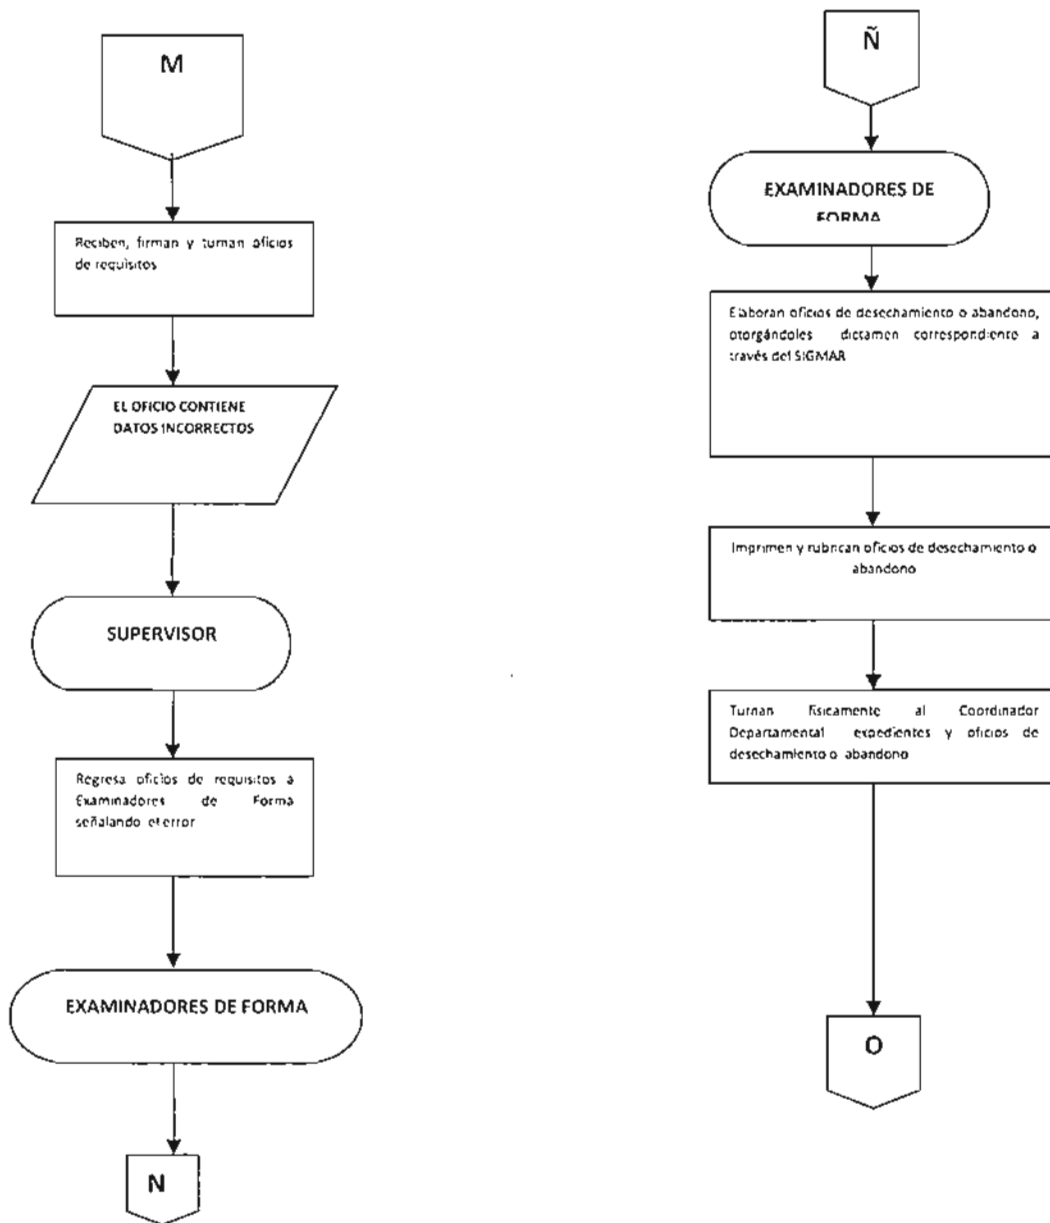 M
Reciben, firman y turnan oficios
de requisitos
EL OFICIO CONTIENE
DATOS INCORRECTOS
SUPERVISOR
Regresa oficios de requisitos a
Examinadores de Forma
señalando el error
EXAMINADORES DE FORMA
N
Ñ
EXAMINADORES DE
FORMA
Elaboran oficios de desechamiento o abandono,
otorgándoles dictamen correspondiente a
través del SIGMAR
Imprimen y rubrican oficios de desechamiento o
abandono
Turnan físicamente al Coordinador
Departamental expedientes y oficios de
desechamiento o abandono
O